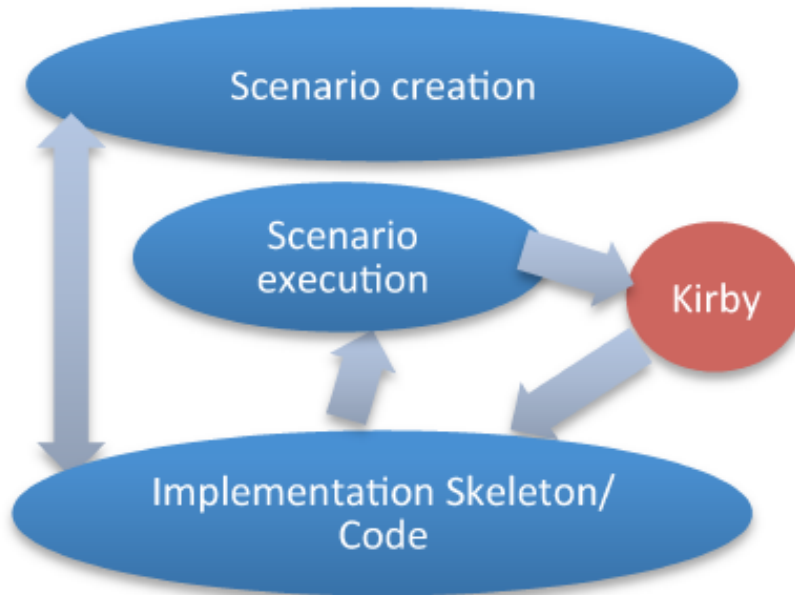 Scenario creation
Scenario
execution
Kirby
Implementation Skeleton/
Code